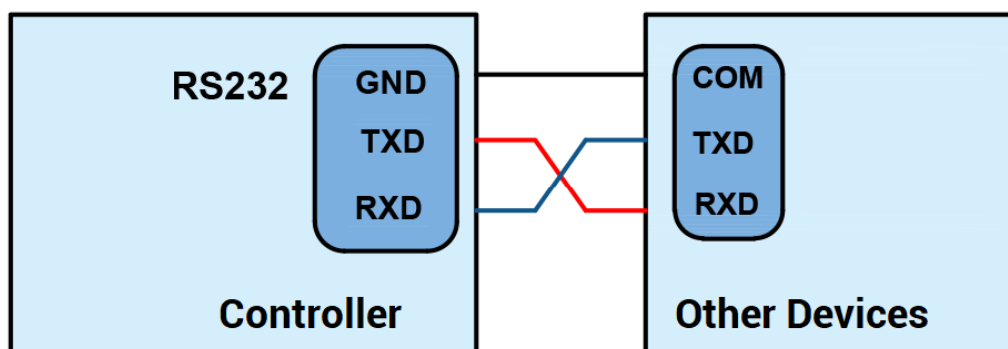 RS232
GND
TXD
RXD
Controller
COM
TXD
RXD
Other Devices